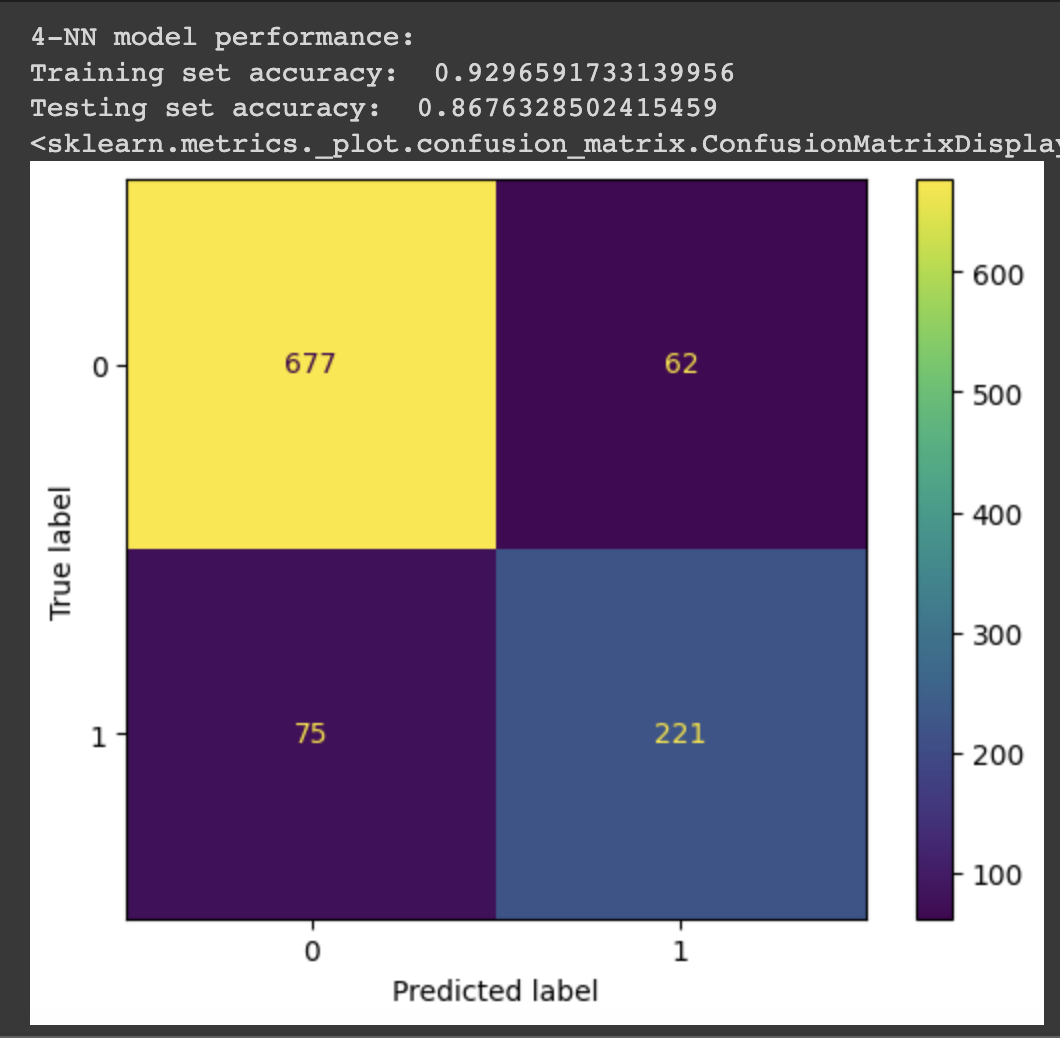 4-NN model performance:
Training set accuracy:  0.9296591733139956
Testing set accuracy:  0.8676328502415459
<sklearn.metrics._plot.confusion_matrix.ConfusionMatrixDisplay
600
677
62
0
500
400
True label
300
75
221
1
200
100
0
1
Predicted label